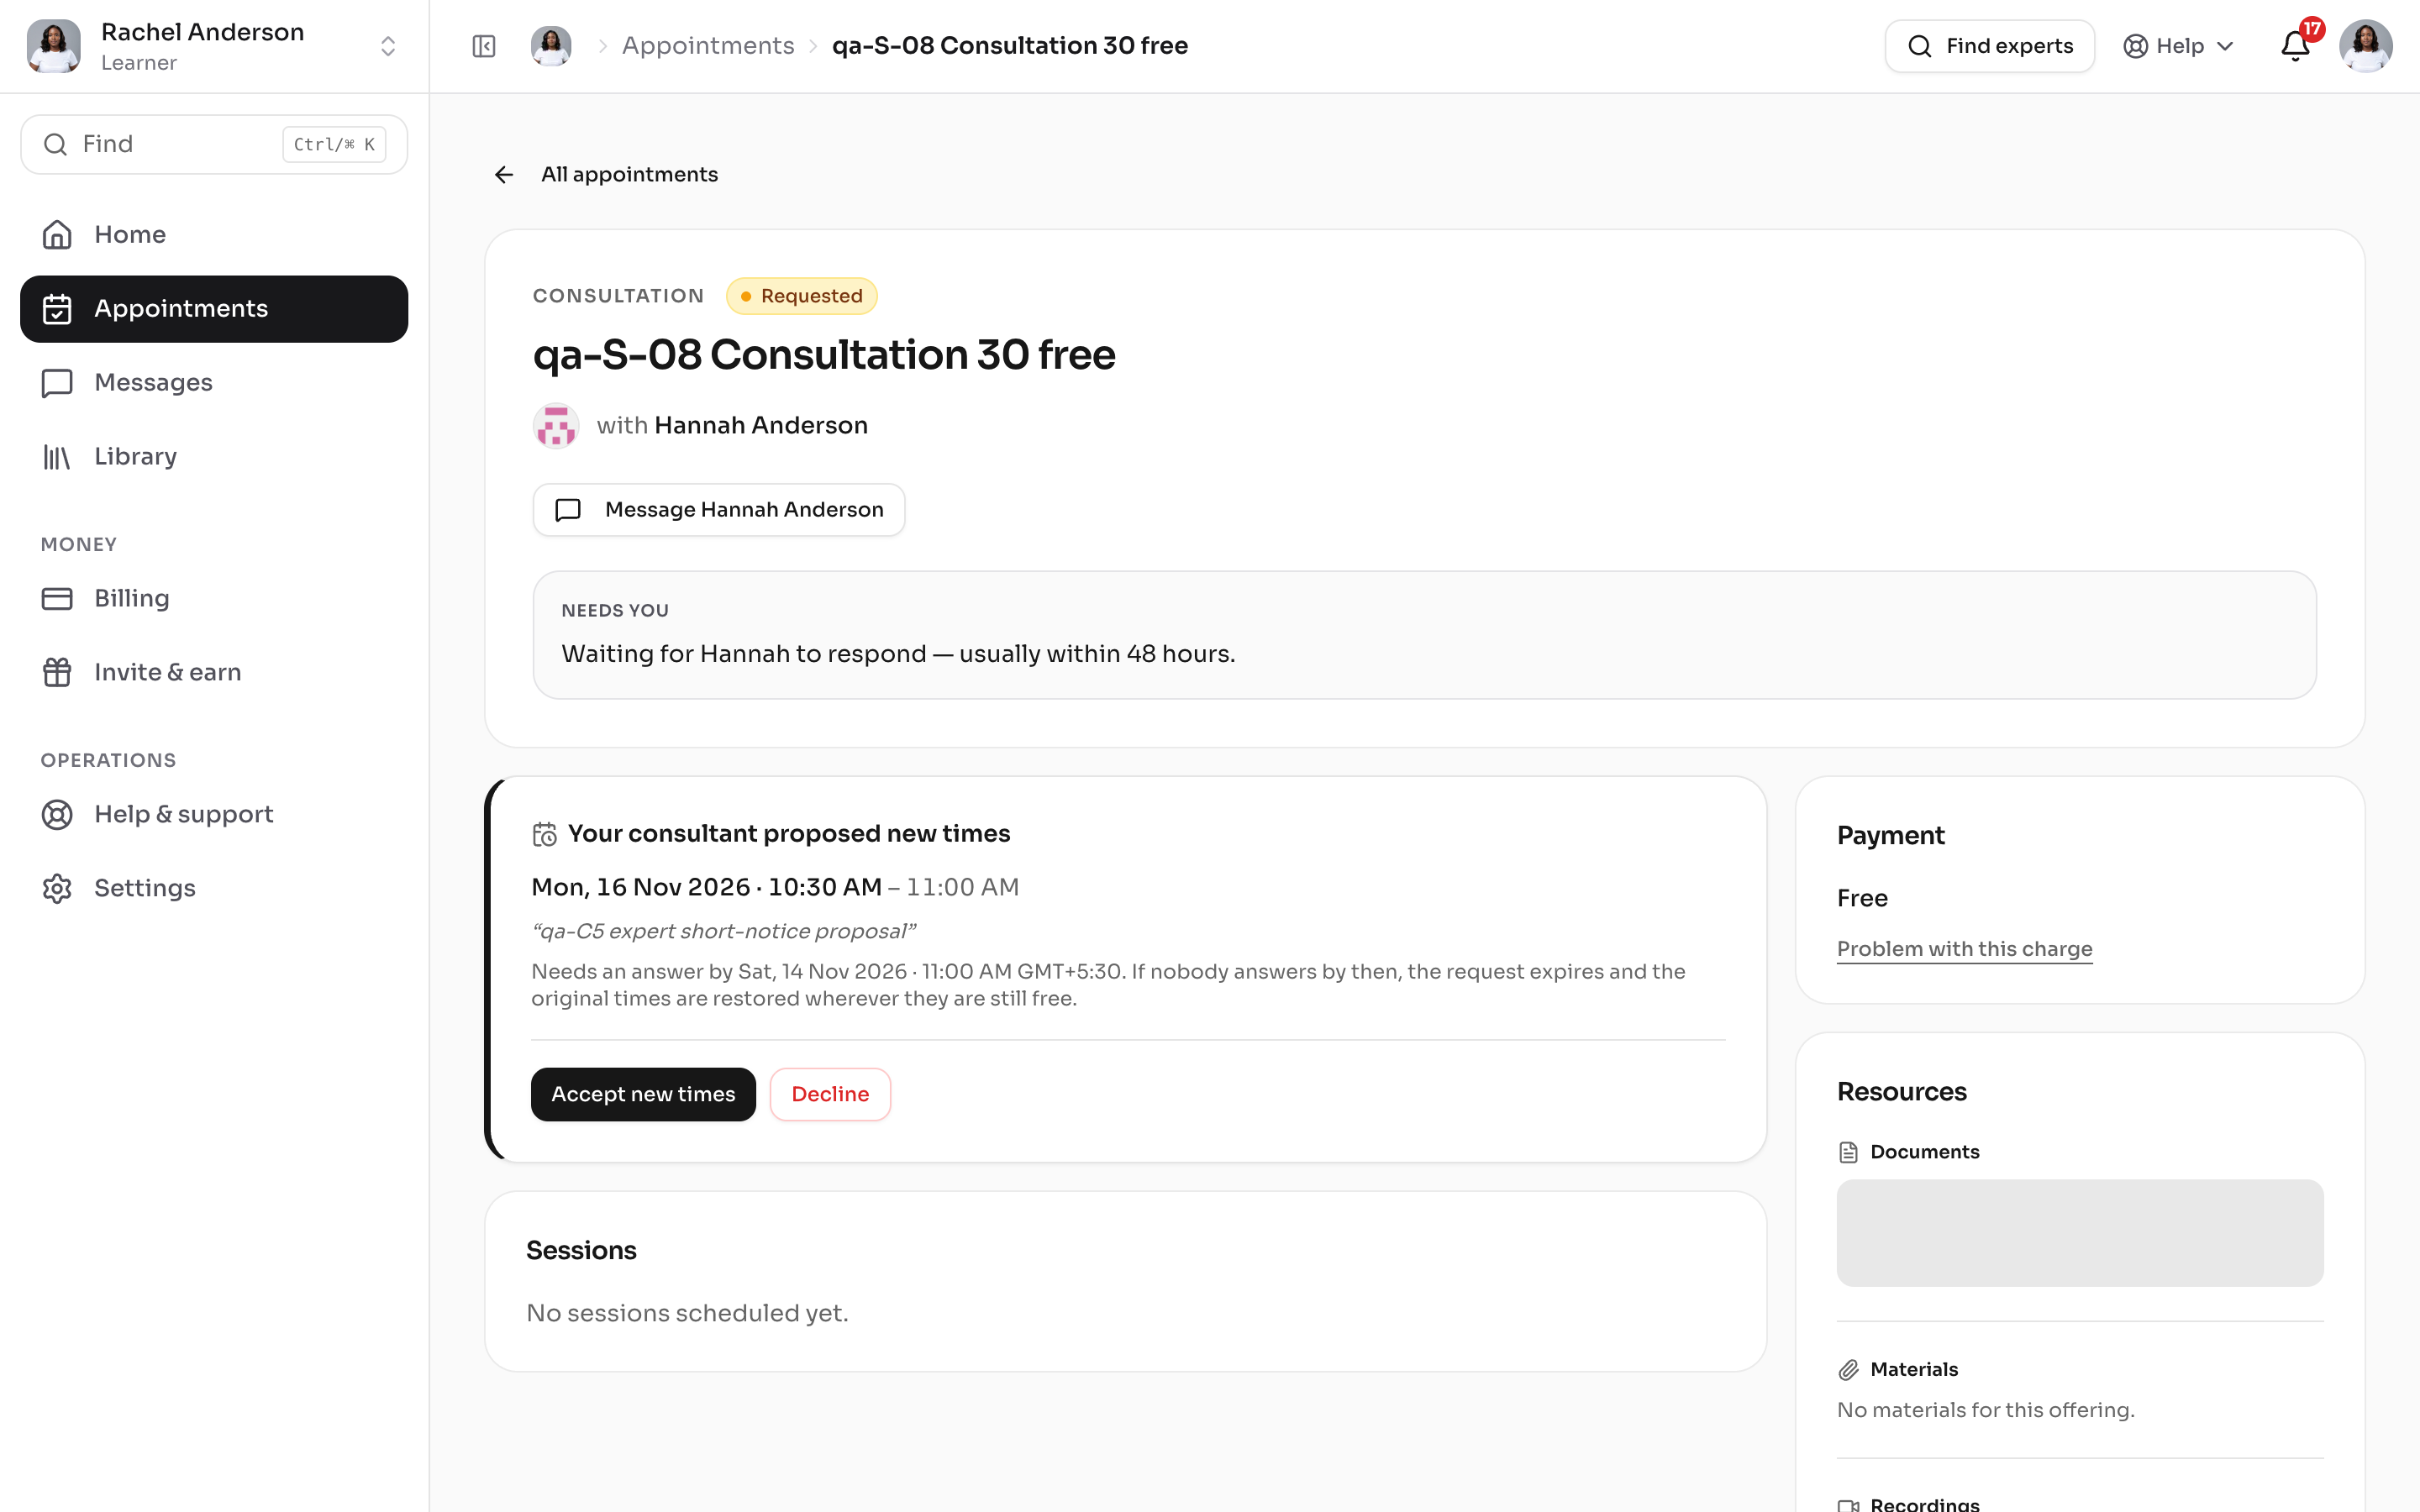 Rachel Anderson
Learner
Appointments
qa-S-08 Consultation 30 free
Find experts
Help
17
Find
Ctrl/⌘ K
Home
Appointments
Messages
Library
MONEY
Billing
Invite & earn
OPERATIONS
Help & support
Settings
All appointments
CONSULTATION
Requested
qa-S-08 Consultation 30 free
with Hannah Anderson
Message Hannah Anderson
NEEDS YOU
Waiting for Hannah to respond — usually within 48 hours.
Your consultant proposed new times
Mon, 16 Nov 2026 · 10:30 AM – 11:00 AM
“qa-C5 expert short-notice proposal”
Needs an answer by Sat, 14 Nov 2026 · 11:00 AM GMT+5:30. If nobody answers by then, the request expires and the
original times are restored wherever they are still free.
Accept new times
Decline
Sessions
No sessions scheduled yet.
Payment
Free
Problem with this charge
Resources
Documents
Materials
No materials for this offering.
Recordings